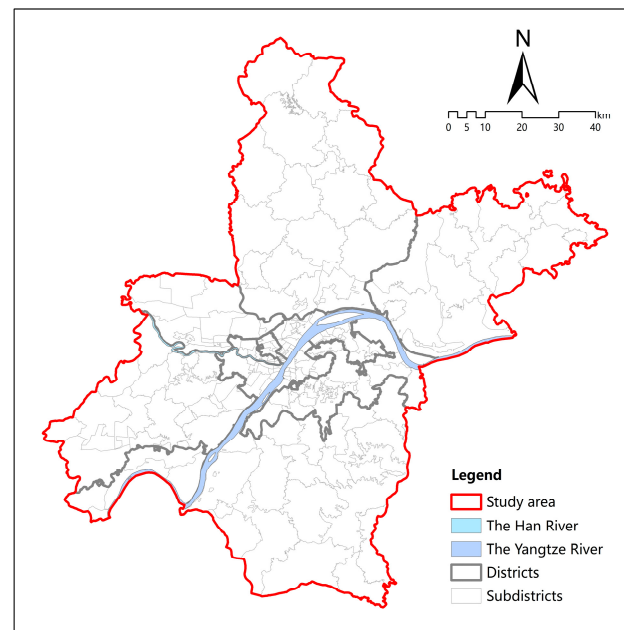 N
km
0 5 10 20 30 40
Legend
Study area
The Han River
The Yangtze River
Districts
Subdistricts